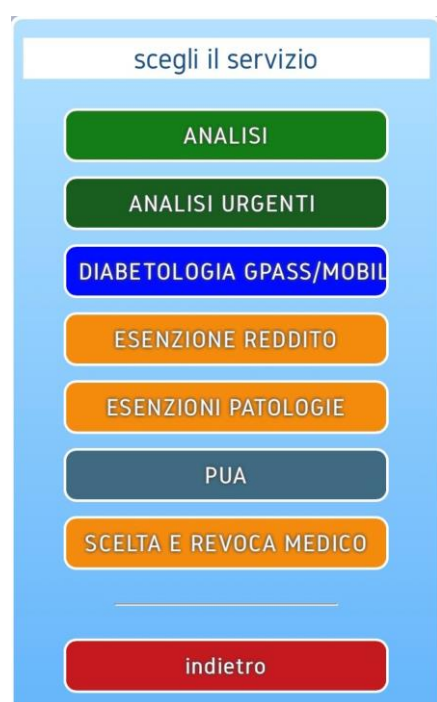 scegli il servizio
ANALISI
ANALISI URGENTI
DIABETOLOGIA GPASS/MOBIL
ESENZIONE REDDITO
ESENZIONI PATOLOGIE
PUA
SCELTA E REVOCA MEDICO
indietro